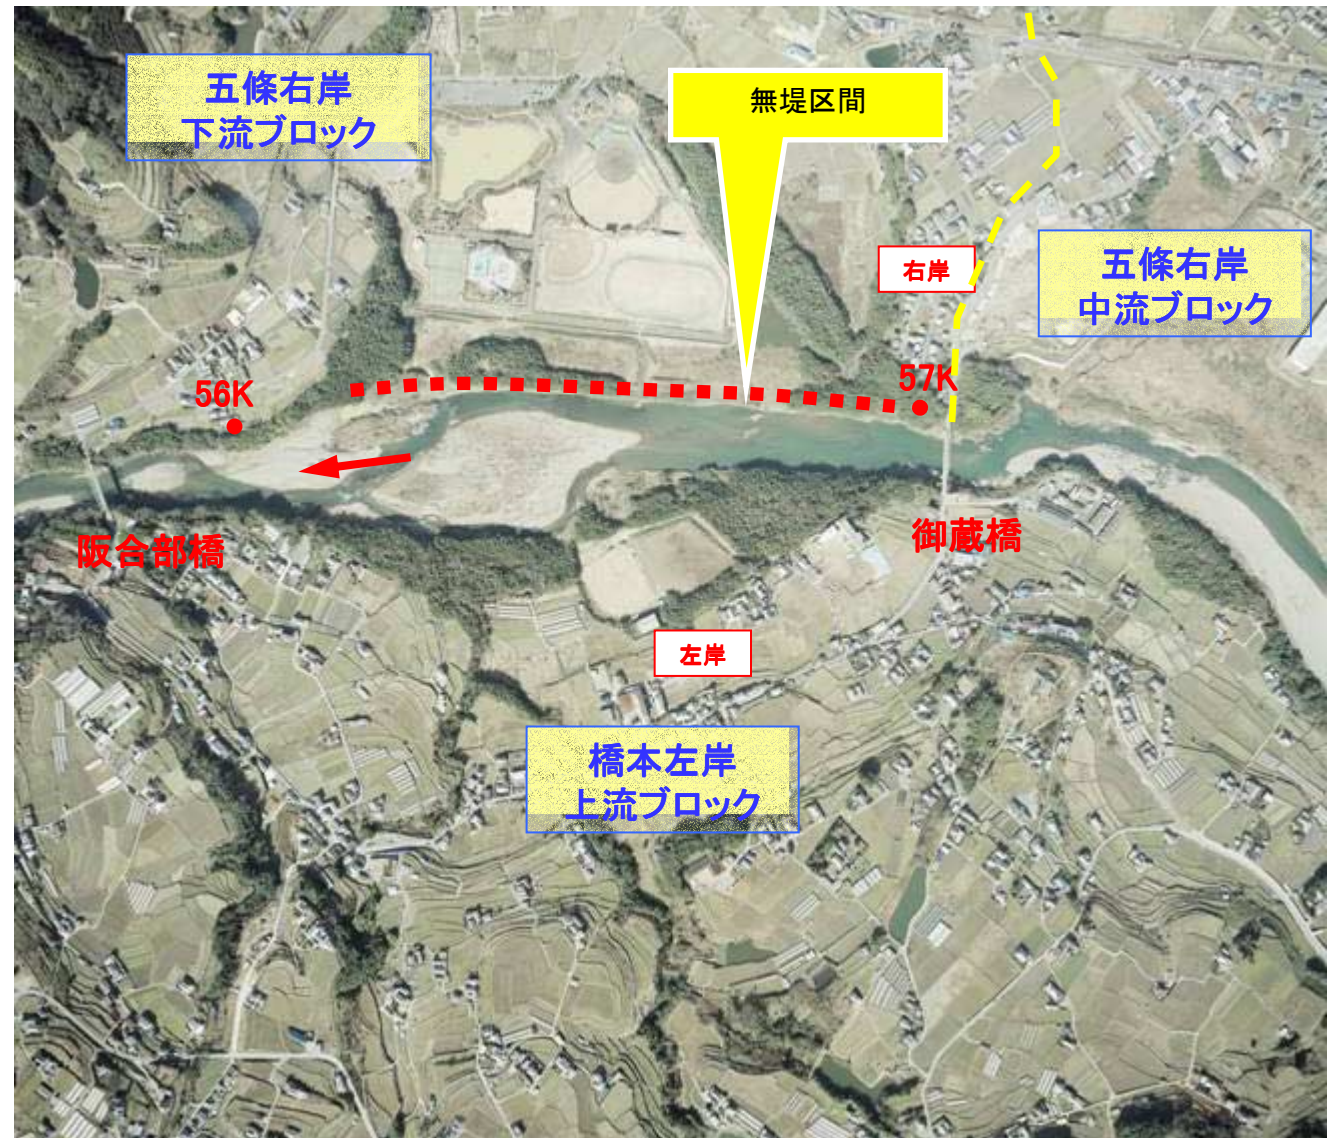 五條右岸
下流ブロック
無堤区間
右岸
五條右岸
中流ブロック
56K
57K
阪合部橋
御蔵橋
左岸
橋本左岸
上流ブロック